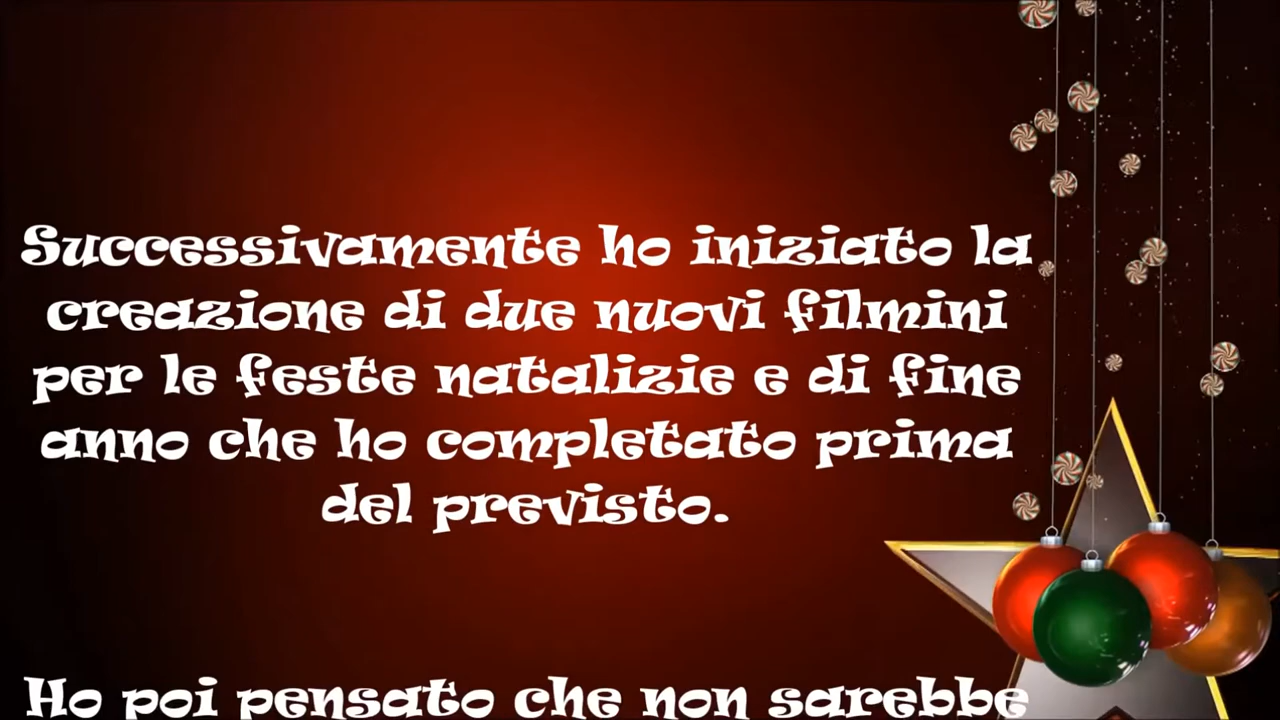 Successivamente ho iniziato la
creazione di due nuovi filmini
per le feste natalizie e di fine
anno che ho completato prima
del previsto.
Ho poi pensato che non sarebbe